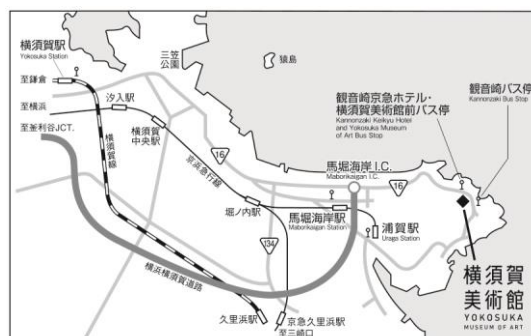 横須賀駅
Yokosuka Station
三笠
公園
猿島
至鎌倉
至横浜
汐入駅
至釜利谷JCT.
横須賀線
横須賀
中央駅
京浜急行線
16
堀ノ内駅
134
横浜横須賀道路
久里浜駅
京急久里浜駅
至三崎口
馬堀海岸I.C.
Maborikaigan I.C.
16
馬堀海岸駅
Maborikaigan Station
浦賀駅
Uraga Station
観音崎京急ホテル・
横須賀美術館前バス停
Kannonzaki Keikyu Hotel
and Yokosuka Museum
of Art Bus Stop
観音崎バス停
Kannonzaki Bus Stop
横須賀
美術館
YOKOSUKA
MUSEUM OF ART